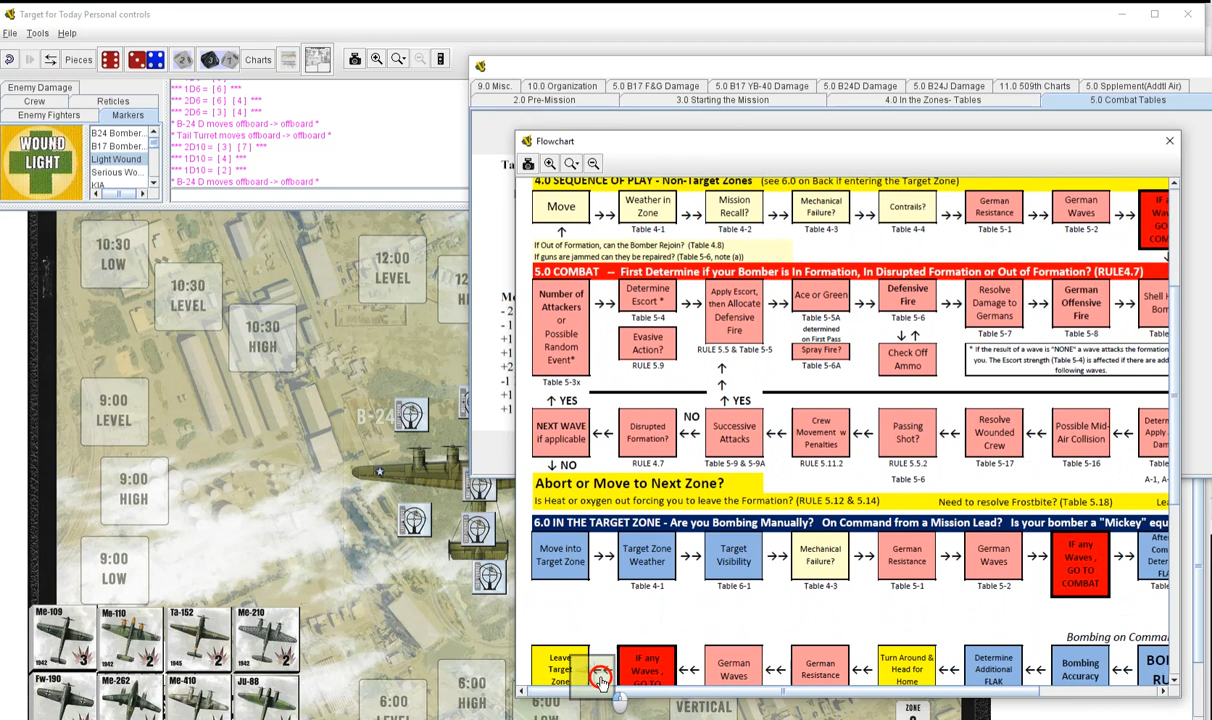 Target for Today Personal controls
File Tools Help
Pieces
Charts
Enemy Damage
Crew Reticles
Enemy Fighters Markers
WOUND
LIGHT
B24 Bomber...
B17 Bomber...
Light Wound
Serious Wo...
KIA
*** 2D6 = [ 6 ] [ 4 ] ***
* B-24 D moves offboard -> offboard *
* Tail Turret moves offboard -> offboard *
*** 2D10 = [ 3 ] [ 7 ] ***
*** 1D10 = [ 4 ] ***
*** 1D10 = [ 2 ] ***
* B-24 D moves offboard -> offboard *
9.0 Misc. 10.0 Organization 5.0 B17 F&G Damage 5.0 B17 YB-40 Damage 5.0 B24D Damage 5.0 B24J Damage 11.0 509th Charts 5.0 Spplement(Addtl Air)
2.0 Pre-Mission 3.0 Starting the Mission 4.0 In the Zones- Tables 5.0 Combat Tables
Flowchart
4.0 SEQUENCE OF PLAY - Non-Target Zones (see 6.0 on Back if entering the Target Zone)
Move →→ Weather in Zone →→ Mission Recall? →→ Mechanical Failure? →→ Contrails? →→ German Resistance →→ German Waves →→
Table 4-1 Table 4-2 Table 4-3 Table 4-4 Table 5-1 Table 5-2
If Out of Formation, can the Bomber Rejoin? (Table 4.8)
If guns are jammed can they be repaired? (Table 5-6, note (a))
5.0 COMBAT -- First Determine if your Bomber is In Formation, In Disrupted Formation or Out of Formation? (RULE4.7)
Number of Attackers or Possible Random Event*
Table 5-3x
Determine Escort *
Table 5-4
Evasive Action?
RULE 5.9
Apply Escort, then Allocate Defensive Fire
RULE 5.5 & Table 5-5
Ace or Green
Table 5-5A
determined
on First Pass
Spray Fire?
Table 5-6A
Defensive Fire
Table 5-6
Check Off Ammo
Resolve Damage to Germans
Table 5-7
German Offensive Fire
Table 5-8
* If the result of a wave is "NONE" a wave attacks the formation
you. The Escort strength (Table 5-4) is affected if there are add
following waves.
↑ YES NO ↑ YES
NEXT WAVE if applicable
↓ NO
Disrupted Formation?
RULE 4.7
Successive Attacks
Table 5-9 & 5-9A
Crew Movement w Penalties
RULE 5.11.2
Passing Shot?
RULE 5.5.2
Table 5-6
Resolve Wounded Crew
Table 5-17
Possible Mid-Air Collision
Table 5-16
A-1, A-
Abort or Move to Next Zone?
Is Heat or oxygen out forcing you to leave the Formation? (RULE 5.12 & 5.14) Need to resolve Frostbite? (Table 5.18)
6.0 IN THE TARGET ZONE - Are you Bombing Manually? On Command from a Mission Lead? Is your bomber a "Mickey" equ
Move into Target Zone →→ Target Zone Weather →→ Target Visibility →→ Mechanical Failure? →→ German Resistance →→ German Waves →→ IF any Waves, GO TO COMBAT →→
Table 4-1 Table 6-1 Table 4-3 Table 5-1 Table 5-2
Bombing on Comma
Leave Target Zone ←← IF any Waves, GO TO ←← German Waves ←← German Resistance ←← Turn Around & Head for Home ←← Determine Additional FLAK ←← Bombing Accuracy ←←
10:30
LOW
10:30
LEVEL
10:30
HIGH
12:00
LEVEL
9:00
LEVEL
9:00
HIGH
9:00
LOW
B-24
Me-109 Me-110 Ta-152 Me-210
1942 3 1942 2 1945 2 1942 2
Fw-190 Me-262 Me-410 Ju-88
6:00
LEVEL
6:00
HIGH
6:00
LOW
VERTICAL
ZONE